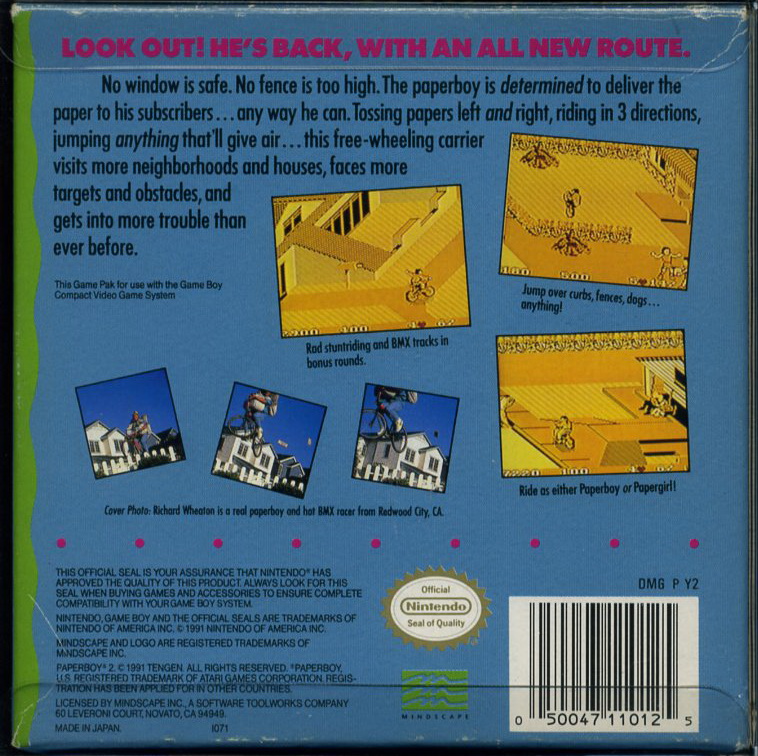 LOOK OUT! HE'S BACK, WITH AN ALL NEW ROUTE.
No window is safe. No fence is too high. The paperboy is determined to deliver the
paper to his subscribers...any way he can. Tossing papers left and right, riding in 3 directions,
jumping anything that'll give air...this free-wheeling carrier
visits more neighborhoods and houses, faces more
targets and obstacles, and
gets into more trouble than
ever before.
This Game Pak for use with the Game Boy
Compact Video Game System
Jump over curbs, fences, dogs...
anything!
Rad stuntriding and BMX tracks in
bonus rounds.
Ride as either Paperboy or Papergirl!
Cover Photo: Richard Wheaton is a real paperboy and hot BMX racer from Redwood City, CA.
THIS OFFICIAL SEAL IS YOUR ASSURANCE THAT NINTENDO® HAS
APPROVED THE QUALITY OF THIS PRODUCT. ALWAYS LOOK FOR THIS
SEAL WHEN BUYING GAMES AND ACCESSORIES TO ENSURE COMPLETE
COMPATIBILITY WITH YOUR GAME BOY SYSTEM.
NINTENDO, GAME BOY AND THE OFFICIAL SEALS ARE TRADEMARKS OF
NINTENDO OF AMERICA INC. © 1991 NINTENDO OF AMERICA INC.
MINDSCAPE AND LOGO ARE REGISTERED TRADEMARKS OF
MINDSCAPE INC.
PAPERBOY® 2. © 1991 TENGEN. ALL RIGHTS RESERVED. ®PAPERBOY,
U.S. REGISTERED TRADEMARK OF ATARI GAMES CORPORATION. REGIS-
TRATION HAS BEEN APPLIED FOR IN OTHER COUNTRIES.
LICENSED BY MINDSCAPE INC., A SOFTWARE TOOLWORKS COMPANY
60 LEVERONI COURT, NOVATO, CA 94949.
MADE IN JAPAN. 1071
Official
Nintendo
Seal of Quality
MINDSCAPE
DMG P Y2
0 50047 11012 5